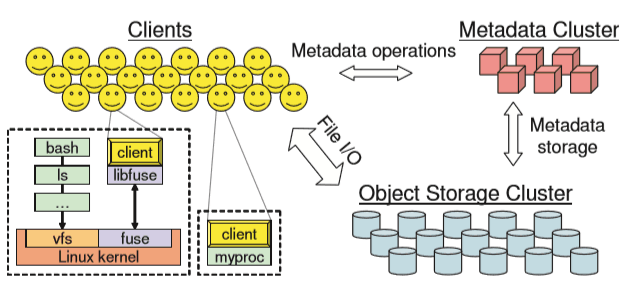 Clients
Metadata Cluster
Metadata operations
File I/O
Metadata
storage
Object Storage Cluster
bash
ls
...
client
libfuse
vfs
fuse
Linux kernel
client
myproc